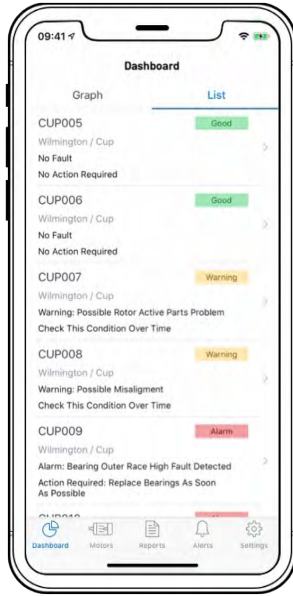 09:41
Dashboard
Graph List
CUP005 Good
Wilmington / Cup
No Fault
No Action Required
CUP006 Good
Wilmington / Cup
No Fault
No Action Required
CUP007 Warning
Wilmington / Cup
Warning: Possible Rotor Active Parts Problem
Check This Condition Over Time
CUP008 Warning
Wilmington / Cup
Warning: Possible Misaligment
Check This Condition Over Time
CUP009 Alarm
Wilmington / Cup
Alarm: Bearing Outer Race High Fault Detected
Action Required: Replace Bearings As Soon
As Possible
Dashboard Motors Reports Alerts Settings